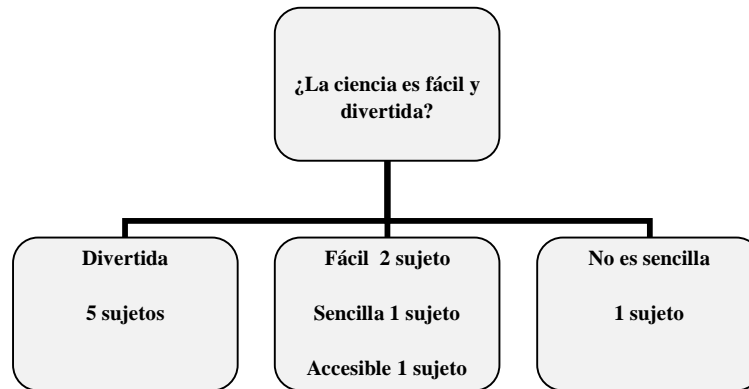 ¿La ciencia es fácil y
divertida?
Divertida
5 sujetos
Fácil 2 sujeto
Sencilla 1 sujeto
Accesible 1 sujeto
No es sencilla
1 sujeto